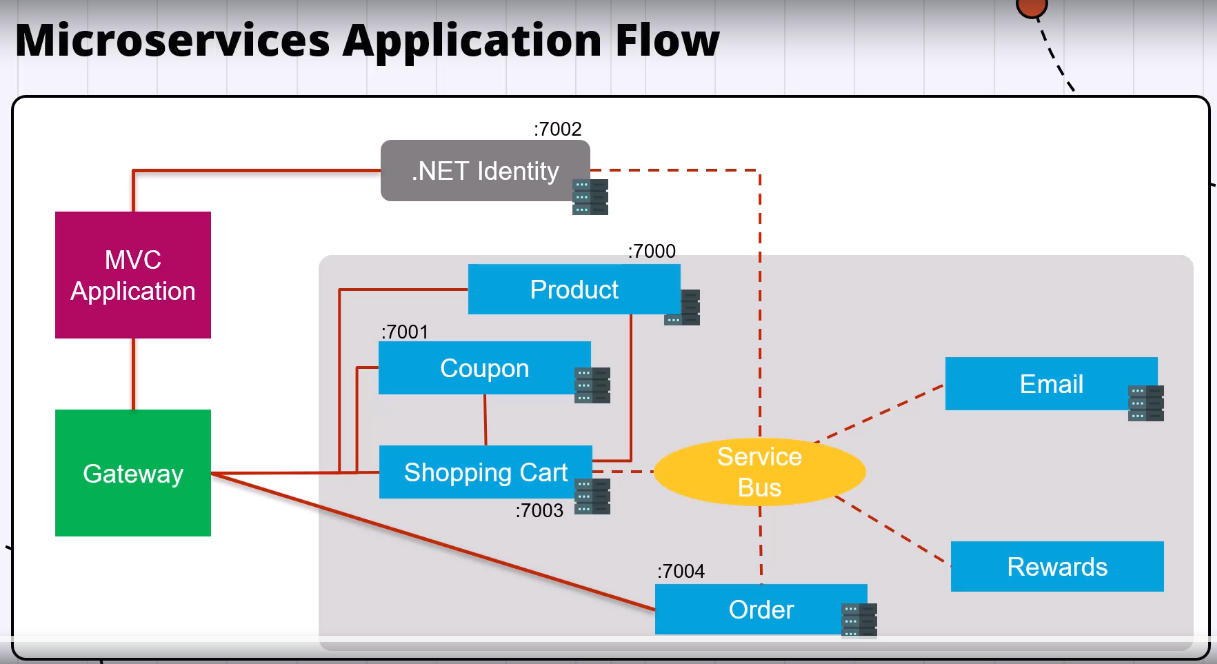 Microservices Application Flow
:7002
.NET Identity
MVC
Application
:7000
Product
:7001
Coupon
Email
Gateway
Shopping Cart
Service
Bus
:7003
Rewards
:7004
Order